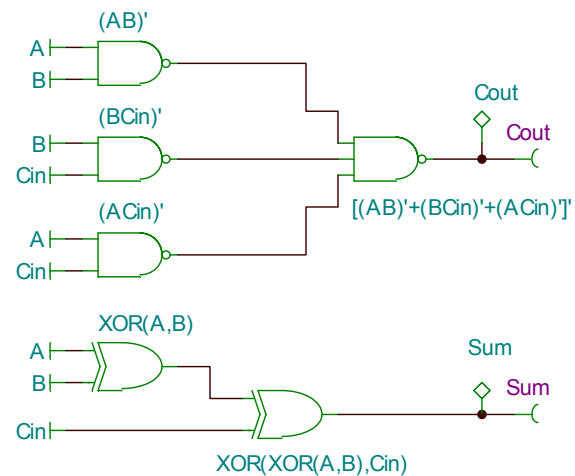 (AB)'
A
B
Cout
(BCin)'
B
Cout
Cin
[(AB)'+(BCin)'+(ACin)']'
(ACin)'
A
Cin
XOR(A,B)
A
Sum
B
Sum
Cin
XOR(XOR(A,B),Cin)